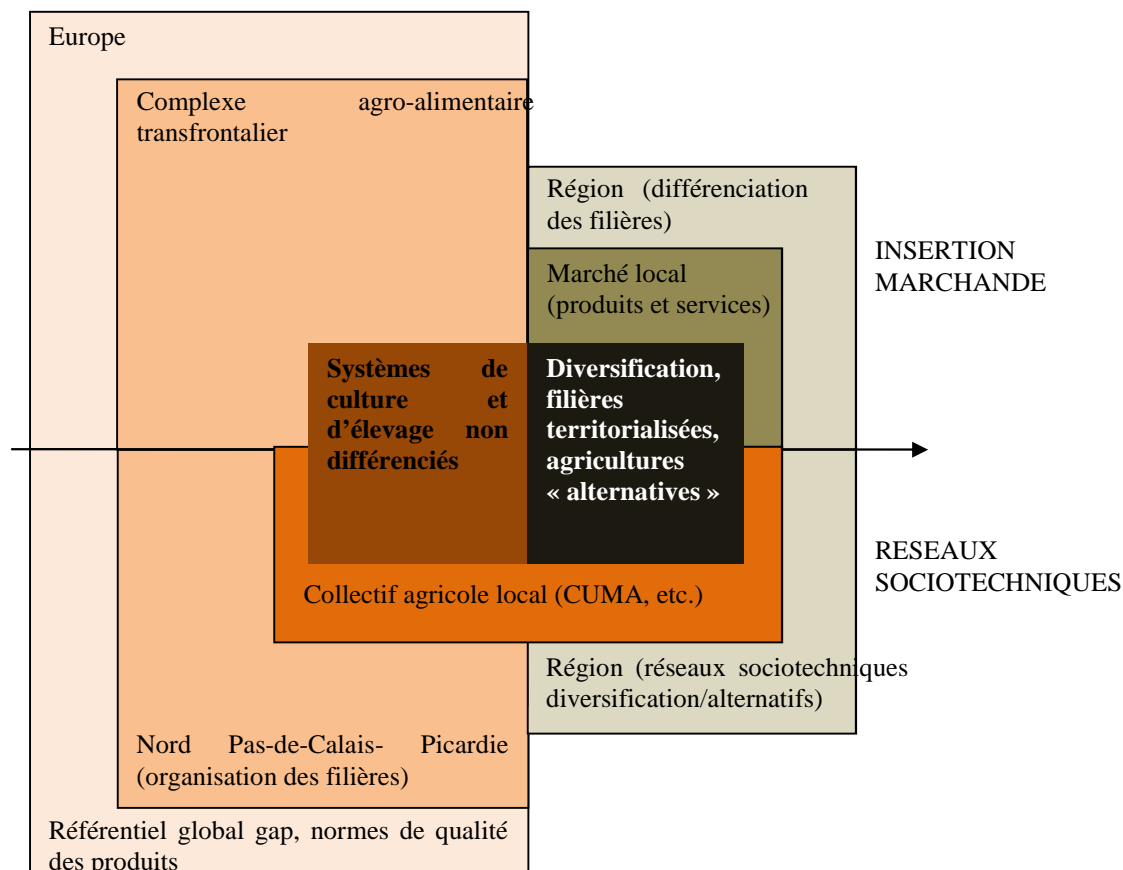 Europe
Complexe agro-alimentaire
transfrontalier
Région (différenciation
des filières)
INSERTION
MARCHANDE
Marché local
(produits et services)
Systèmes de
culture et
d'élevage non
différenciés
Diversification,
filières
territorialisées,
agricultures
« alternatives »
RESEAUX
SOCIOTECHNIQUES
Collectif agricole local (CUMA, etc.)
Région (réseaux sociotechniques
diversification/alternatifs)
Nord Pas-de-Calais- Picardie
(organisation des filières)
Référentiel global gap, normes de qualité
des produits